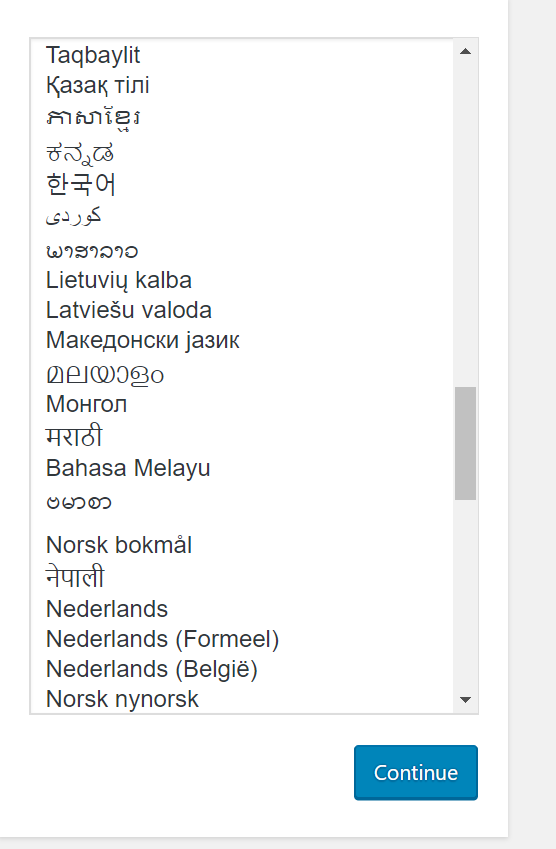 Taqbaylit
Қазақ тілі
ភាសាខ្មែរ
ಕನ್ನಡ
한국어
كوردی
ພາສາລາວ
Lietuvių kalba
Latviešu valoda
Македонски јазик
മലയാളം
Монгол
मराठी
Bahasa Melayu
ဗမာစာ
Norsk bokmål
नेपाली
Nederlands
Nederlands (Formeel)
Nederlands (België)
Norsk nynorsk
Continue